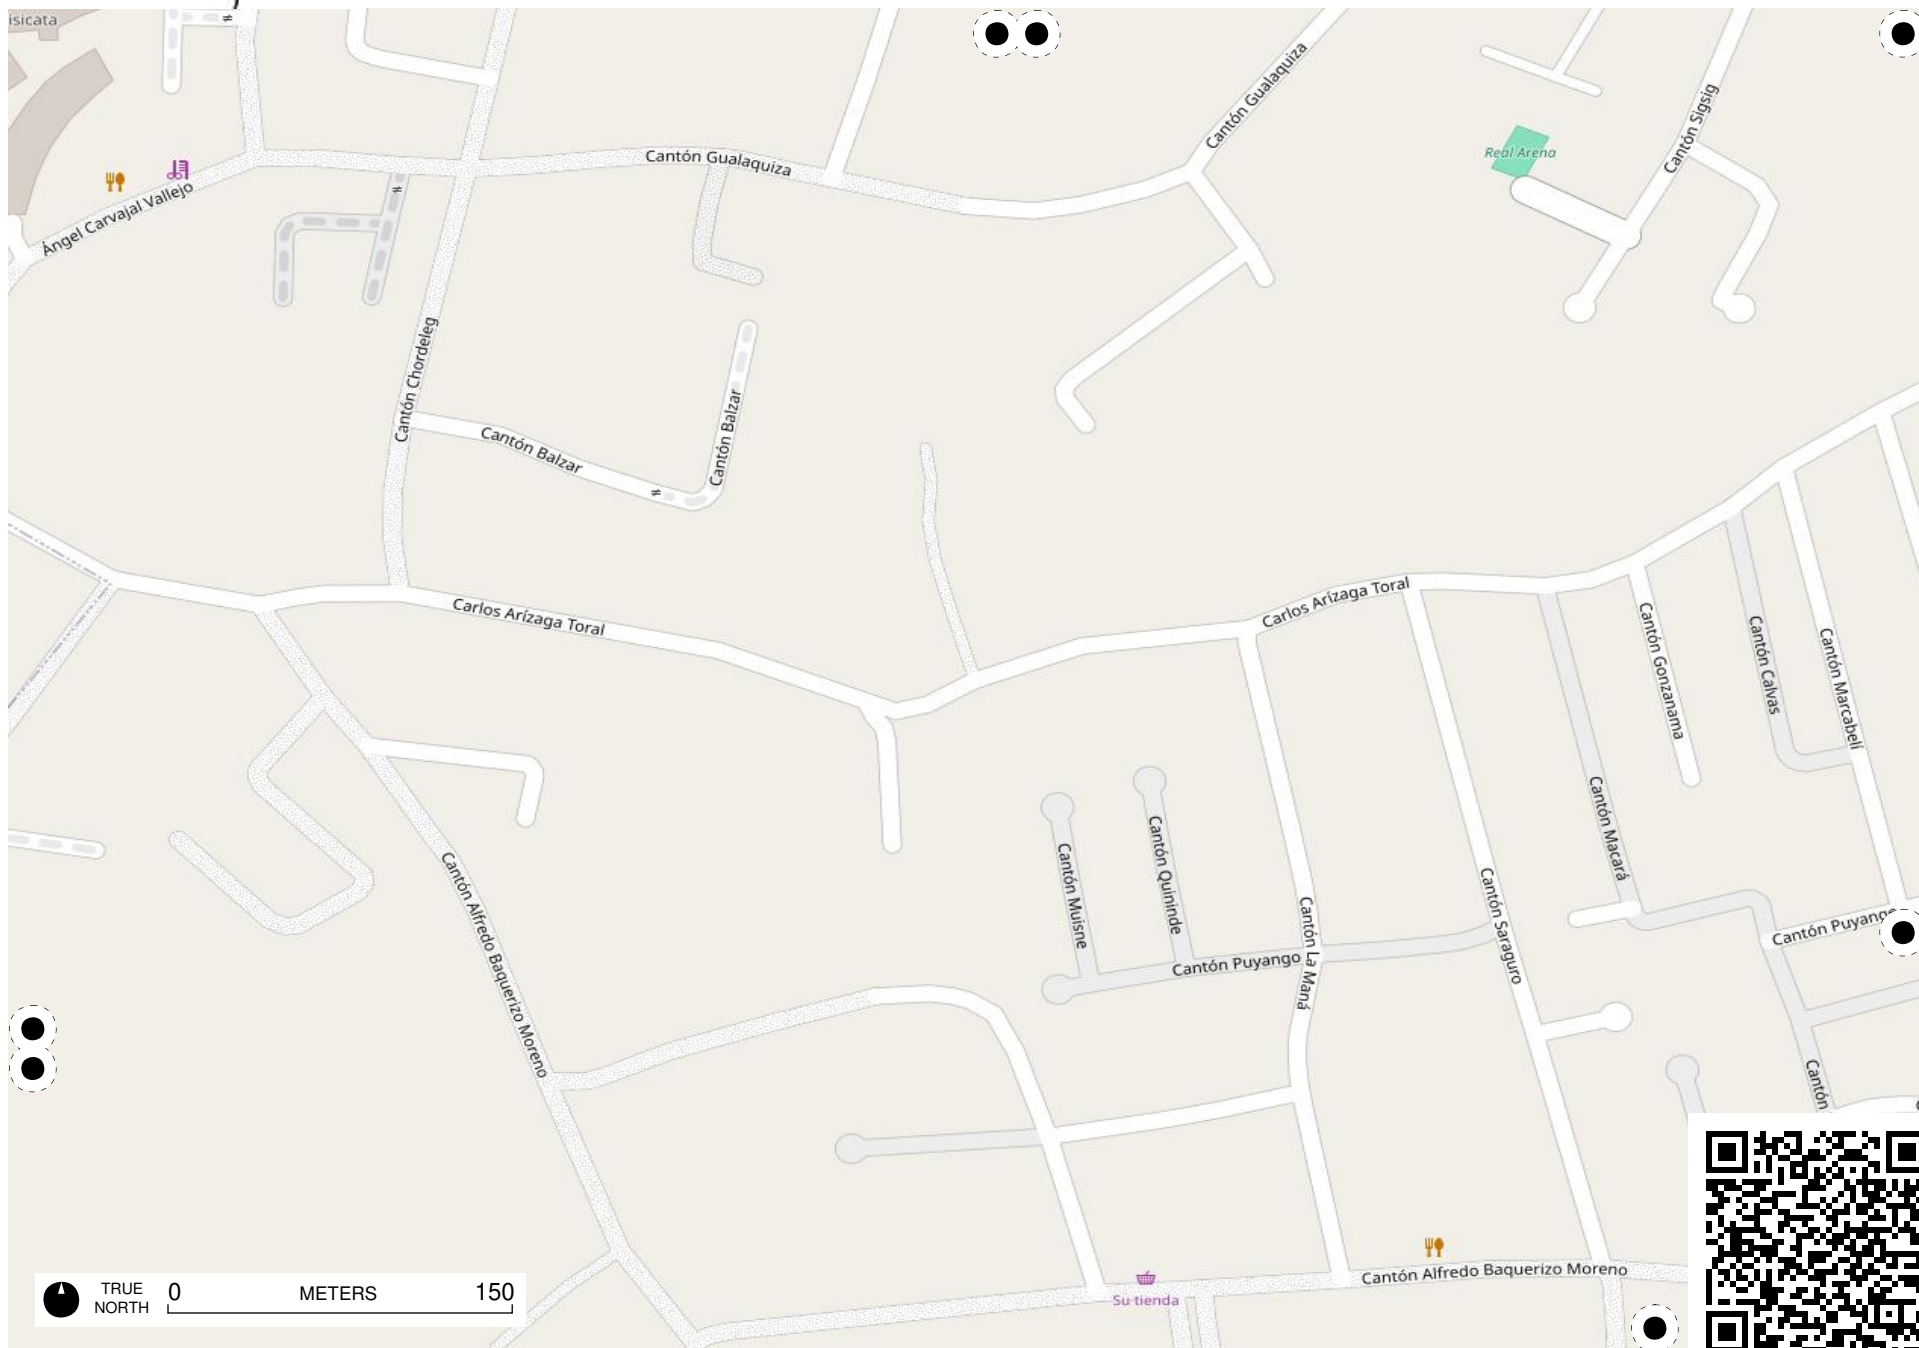 isicata
Cantón Gualaquiza
Cantón Sigsig
Real Arena
Cantón Gualaquiza
Ángel Carvajal Vallejo
Cantón Chordeleg
Cantón Balzar
Cantón Balzar
Carlos Arízaga Toral
Carlos Arízaga Toral
Cantón Gonzanama
Cantón Calvas
Cantón Marcabelí
Cantón Macará
Cantón Quininde
Cantón Muisne
Cantón Alfredo Baquerizo Moreno
Cantón La Maná
Cantón Saraguro
Cantón Puyango
Cantón Puyango
Cantón
Cantón Alfredo Baquerizo Moreno
Su tienda
TRUE NORTH
0 METERS 150